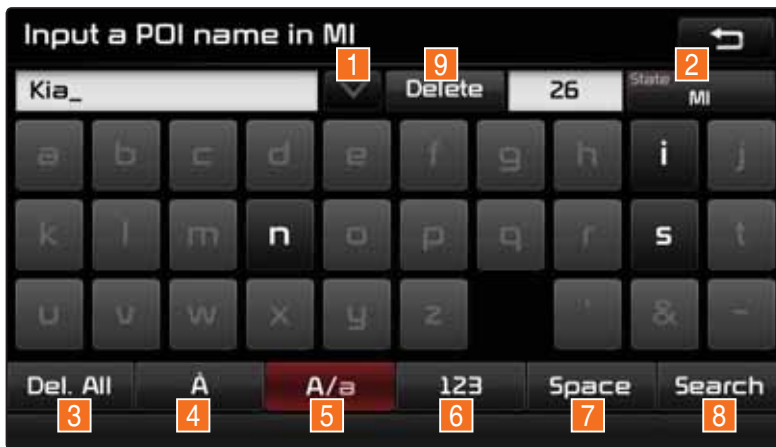 Input a POI name in MI
1 9 2
Kia_ Delete 26 State MI
a b c d e f g h i j
k l m n o p q r s t
u v w x y z " & -
Del. All À A/a 123 Space Search
3 4 5 6 7 8